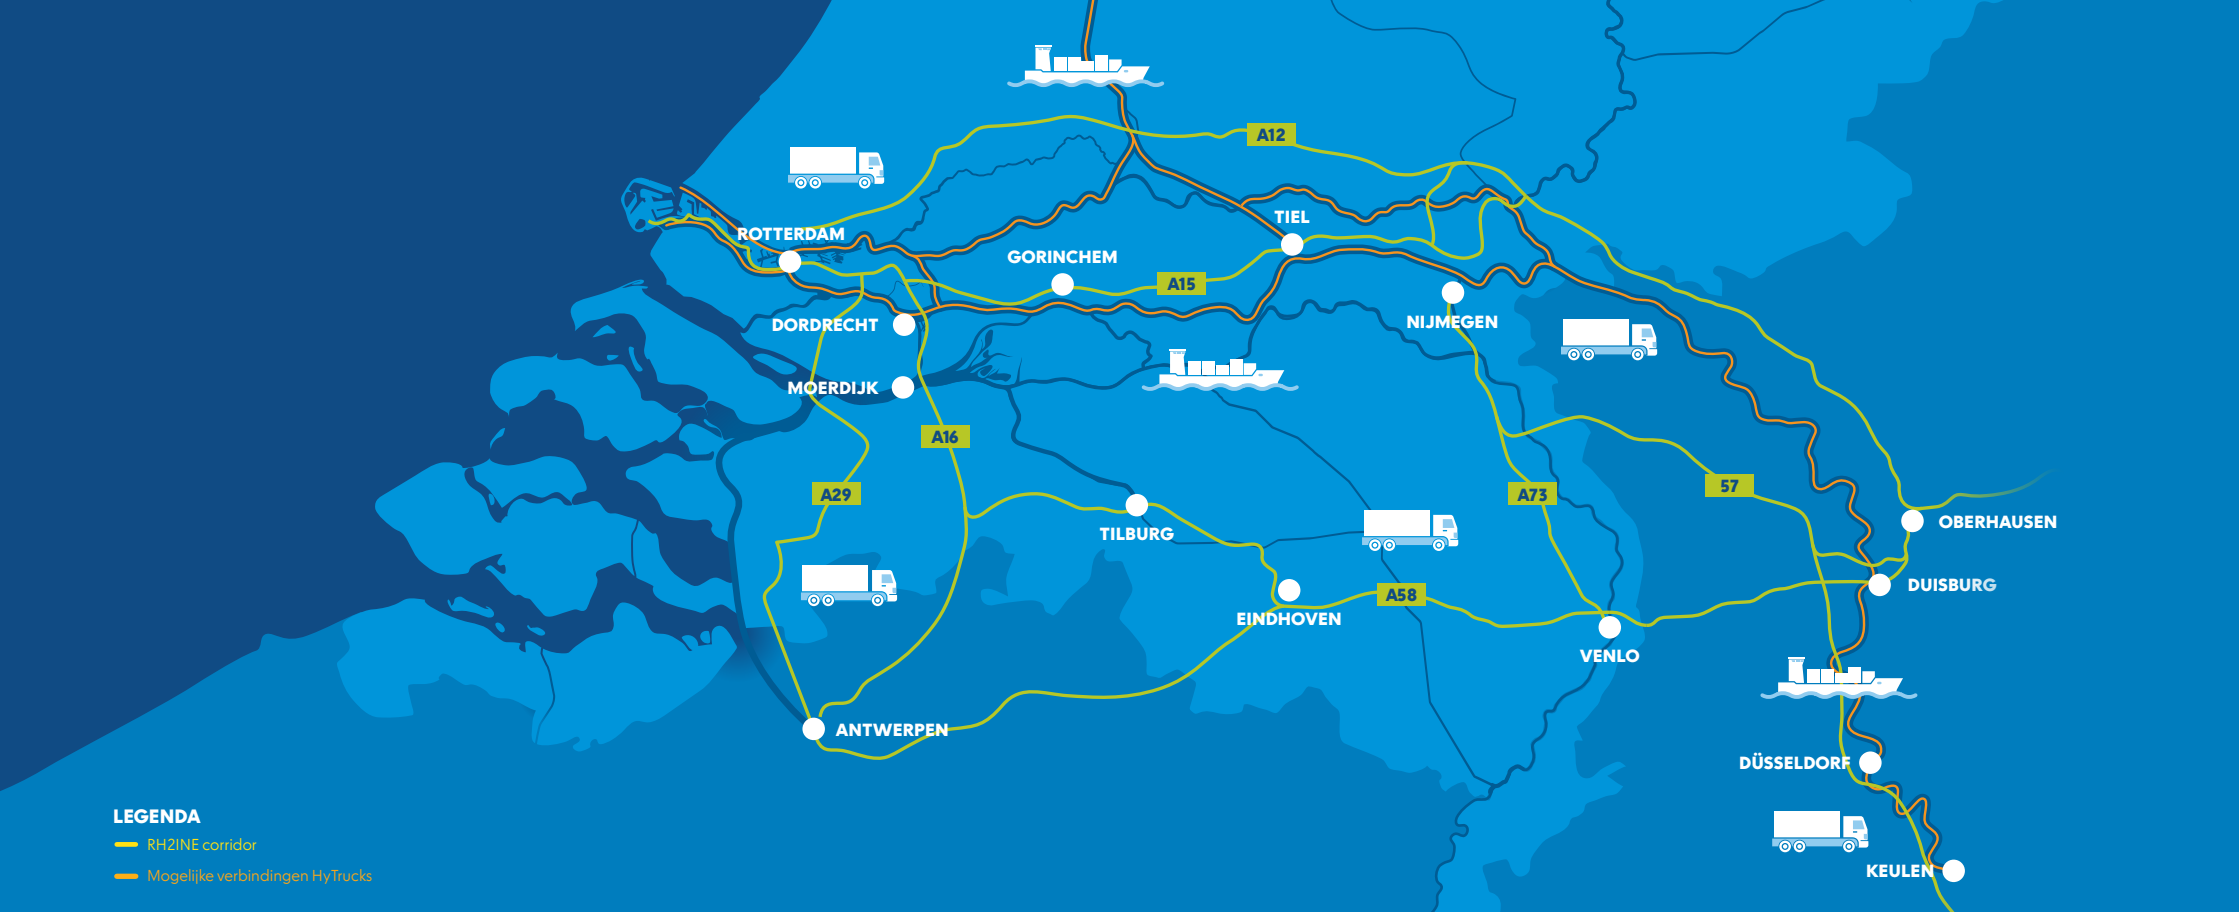 A12
TIEL
ROTTERDAM
GORINCHEM
A15
DORDRECHT
NIJMEGEN
MOERDIJK
A16
A29
A73
57
TILBURG
OBERHAUSEN
DUISBURG
A58
EINDHOVEN
VENLO
ANTWERPEN
DÜSSELDORF
KEULEN
LEGENDA
RH2INE corridor
Mogelijke verbindingen HyTrucks